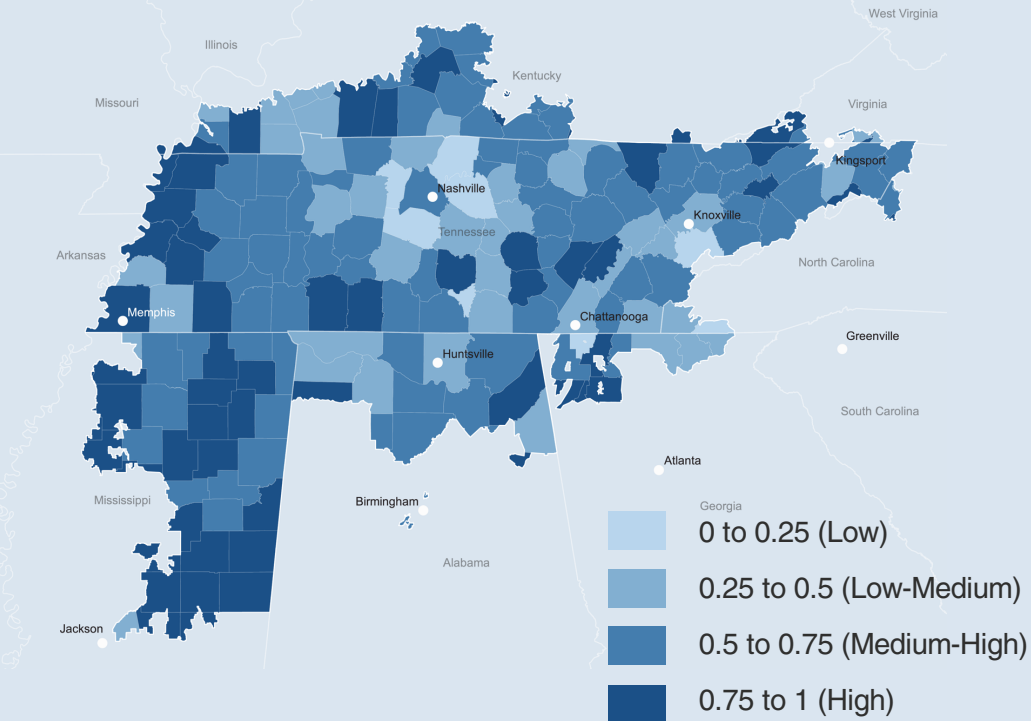 West Virginia
Illinois
Kentucky
Missouri
Virginia
Kingsport
Nashville
Knoxville
Tennessee
Arkansas
North Carolina
Memphis
Chattanooga
Greenville
Huntsville
South Carolina
Atlanta
Mississippi
Birmingham
Georgia
0 to 0.25 (Low)
Alabama
0.25 to 0.5 (Low-Medium)
Jackson
0.5 to 0.75 (Medium-High)
0.75 to 1 (High)